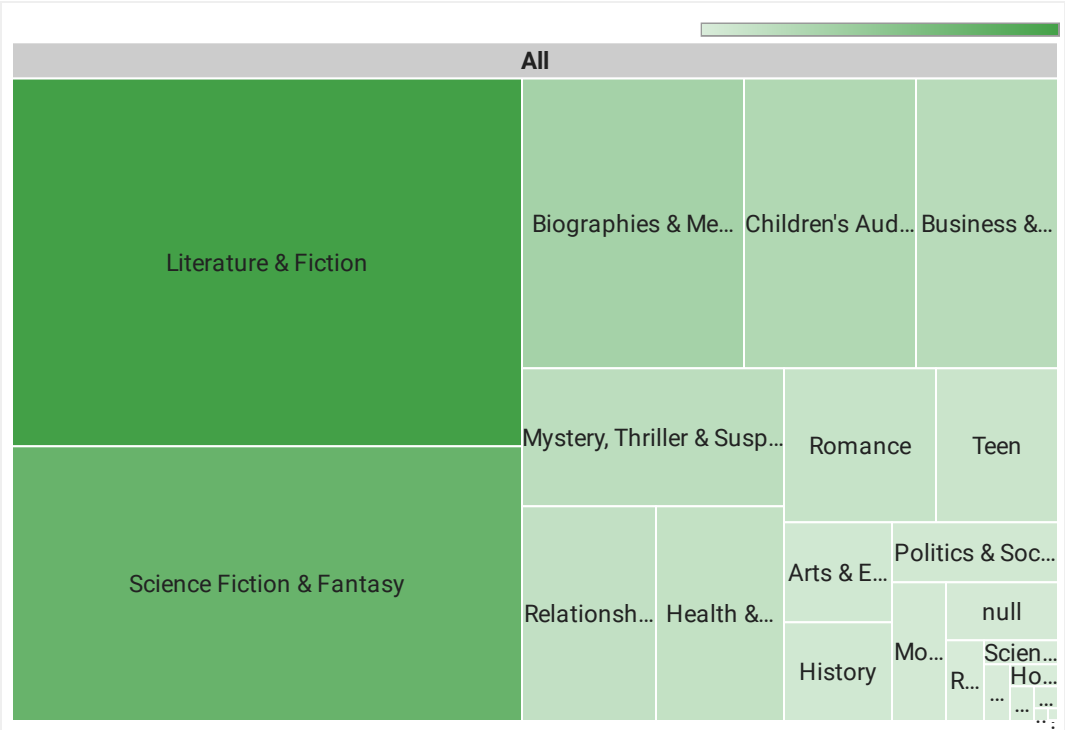 All
Literature & Fiction
Biographies & Me...
Children's Aud...
Business &...
Science Fiction & Fantasy
Mystery, Thriller & Susp...
Romance
Teen
Relationsh...
Health &...
Arts & E...
Politics & Soc...
History
Mo...
null
R...
Scien...
Ho...
...
...
...